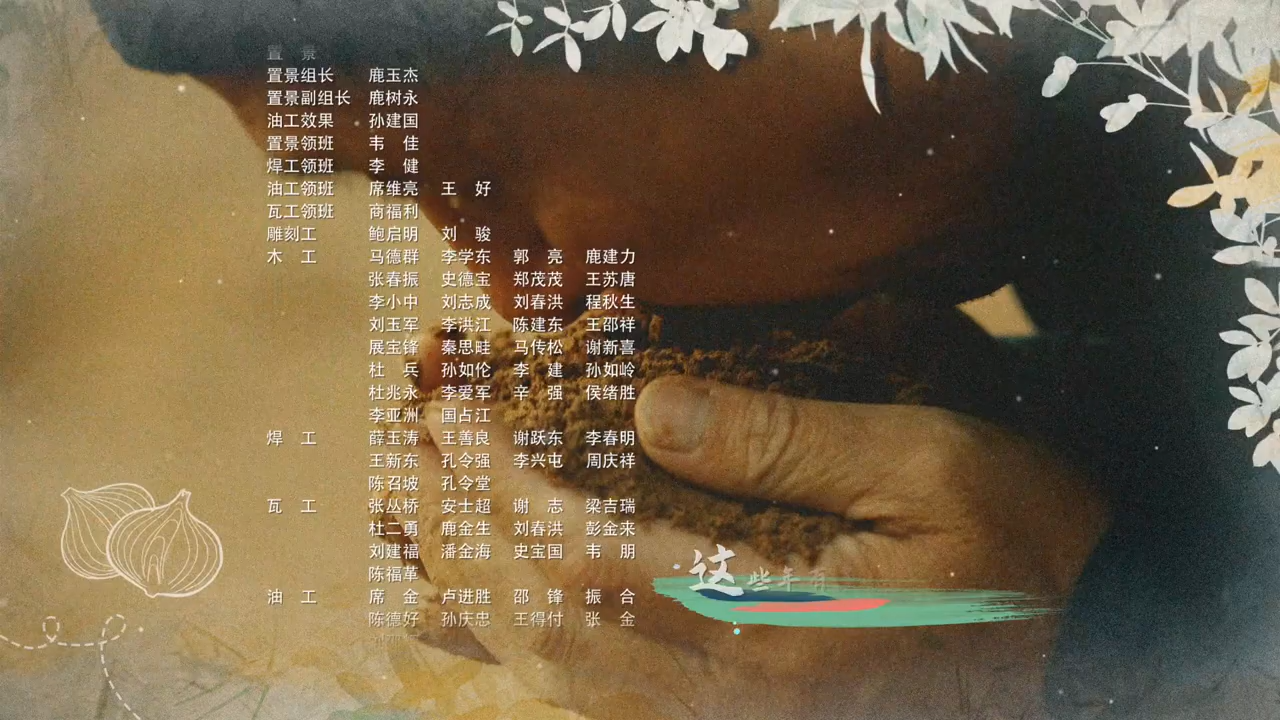 置 景
置景组长 鹿玉杰
置景副组长 鹿树永
油工效果 孙建国
置景领班 韦 佳
焊工领班 李 健
油工领班 席维亮 王 好
瓦工领班 商福利
雕刻工 鲍启明 刘 骏
木 工 马德群 李学东 郭 亮 鹿建力
张春振 史德宝 郑茂茂 王苏唐
李小中 刘志成 刘春洪 程秋生
刘玉军 李洪江 陈建东 王邵祥
展宝锋 秦思畦 马传松 谢新喜
杜 兵 孙如伦 李 建 孙如岭
杜兆永 李爱军 辛 强 侯绪胜
李亚洲 国占江
焊 工 薛玉涛 王善良 谢跃东 李春明
王新东 孔令强 李兴屯 周庆祥
陈召坡 孔令堂
瓦 工 张丛桥 安士超 谢 志 梁吉瑞
杜二勇 鹿金生 刘春洪 彭金来
刘建福 潘金海 史宝国 韦 朋
陈福革
油 工 席 金 卢进胜 邵 锋 振 合
陈德好 孙庆忠 王得付 张 金
这些年有